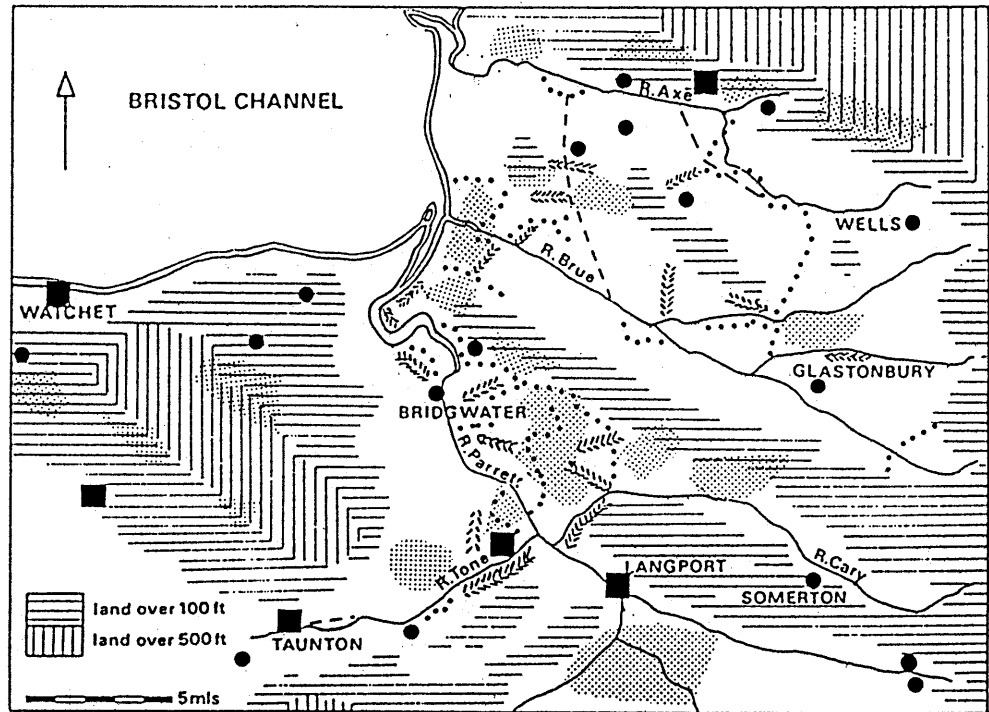 BRISTOL CHANNEL
R. Axe
WELLS
R. Brue
WATCHET
GLASTONBURY
BRIDGWATER
R. Parrett
R. Tone
LANGPORT
R. Cary
SOMERTON
land over 100 ft
land over 500 ft
TAUNTON
5mls